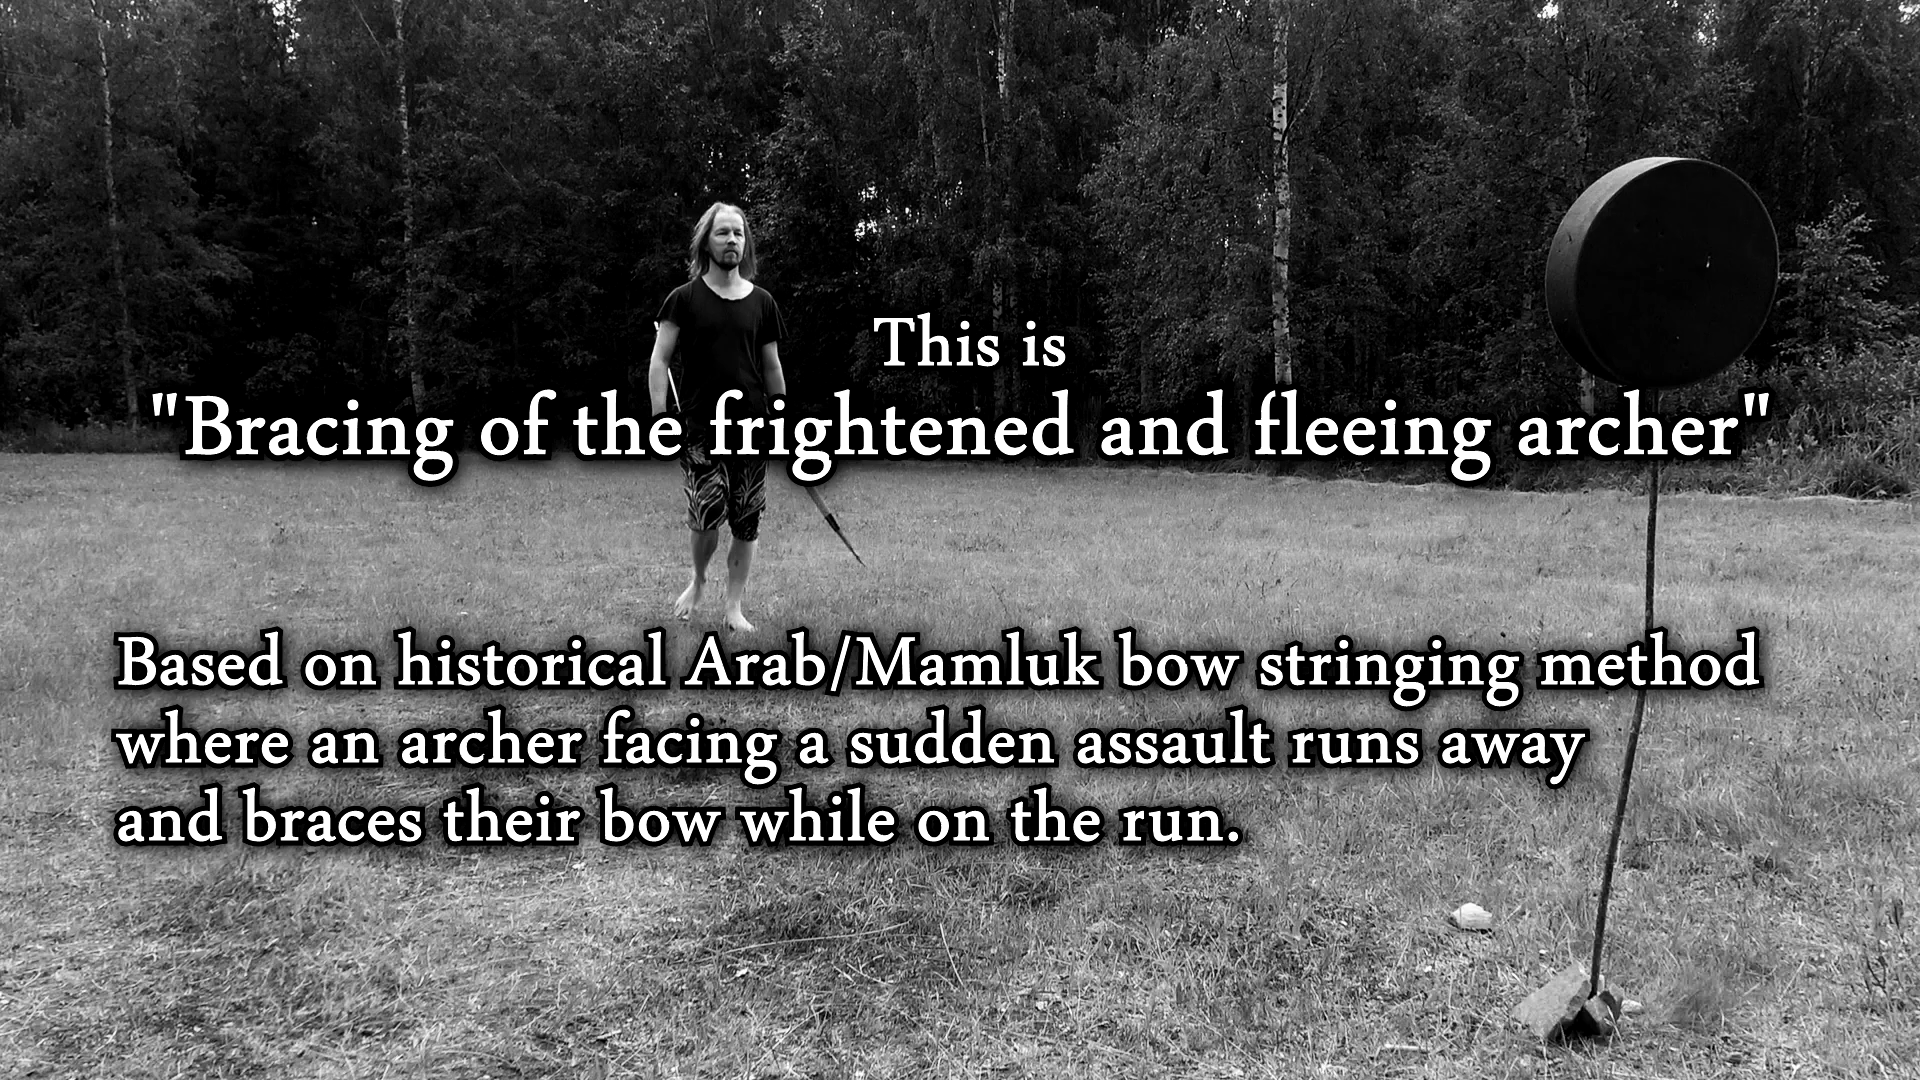 This is
"Bracing of the frightened and fleeing archer"
Based on historical Arab/Mamluk bow stringing method
where an archer facing a sudden assault runs away
and braces their bow while on the run.